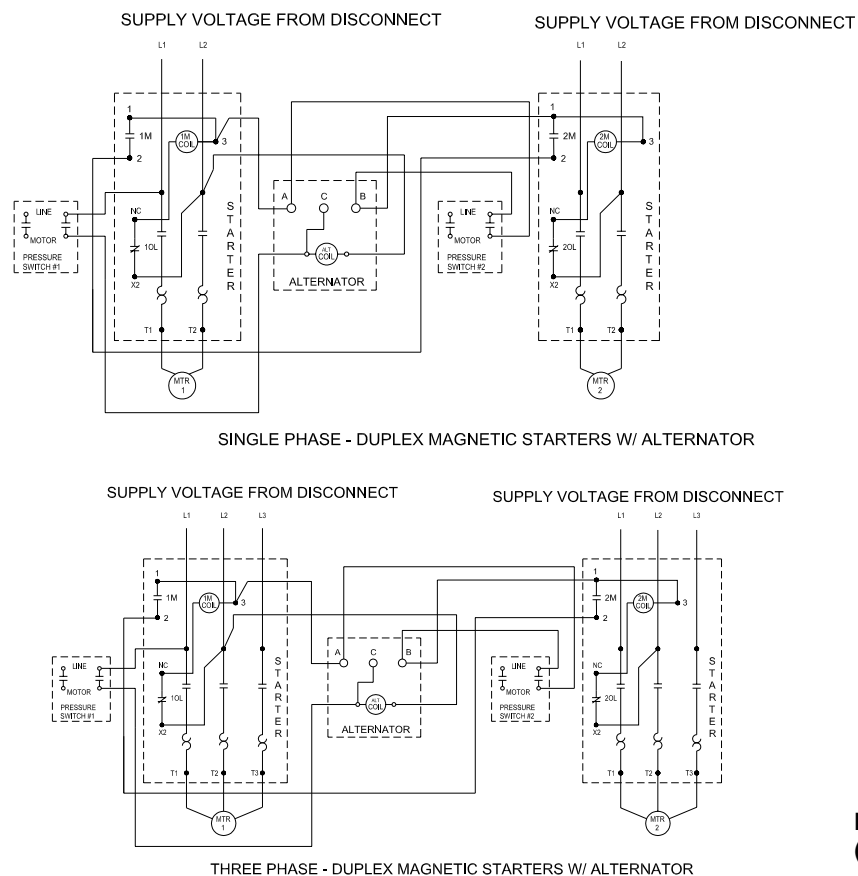 SUPPLY VOLTAGE FROM DISCONNECT
SUPPLY VOLTAGE FROM DISCONNECT
L1 L2
L1 L2
1
1M
1M COIL
3
2
1
2M
2M COIL
3
2
A C B
ALT COIL
ALTERNATOR
LINE
MOTOR
PRESSURE SWITCH #1
NC
1OL
X2
STARTER
T1 T2
MTR 1
LINE
MOTOR
PRESSURE SWITCH #2
NC
2OL
X2
STARTER
T1 T2
MTR 2
SINGLE PHASE - DUPLEX MAGNETIC STARTERS W/ ALTERNATOR
SUPPLY VOLTAGE FROM DISCONNECT
SUPPLY VOLTAGE FROM DISCONNECT
L1 L2 L3
L1 L2 L3
1
1M
1M COIL
3
2
1
2M
2M COIL
3
2
A C B
ALT COIL
ALTERNATOR
LINE
MOTOR
PRESSURE SWITCH #1
NC
1OL
X2
STARTER
T1 T2 T3
MTR 1
LINE
MOTOR
PRESSURE SWITCH #2
NC
2OL
X2
STARTER
T1 T2 T3
MTR 2
THREE PHASE - DUPLEX MAGNETIC STARTERS W/ ALTERNATOR